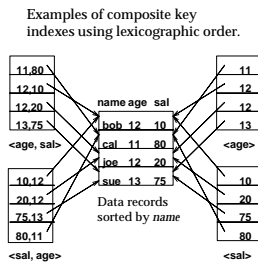 Examples of composite key
indexes using lexicographic order.
11,80
12,10
12,20
13,75
<age, sal>
10,12
20,12
75,13
80,11
<sal, age>
name age sal
bob 12 10
cal 11 80
joe 12 20
sue 13 75
Data records
sorted by name
11
12
12
13
<age>
10
20
75
80
<sal>